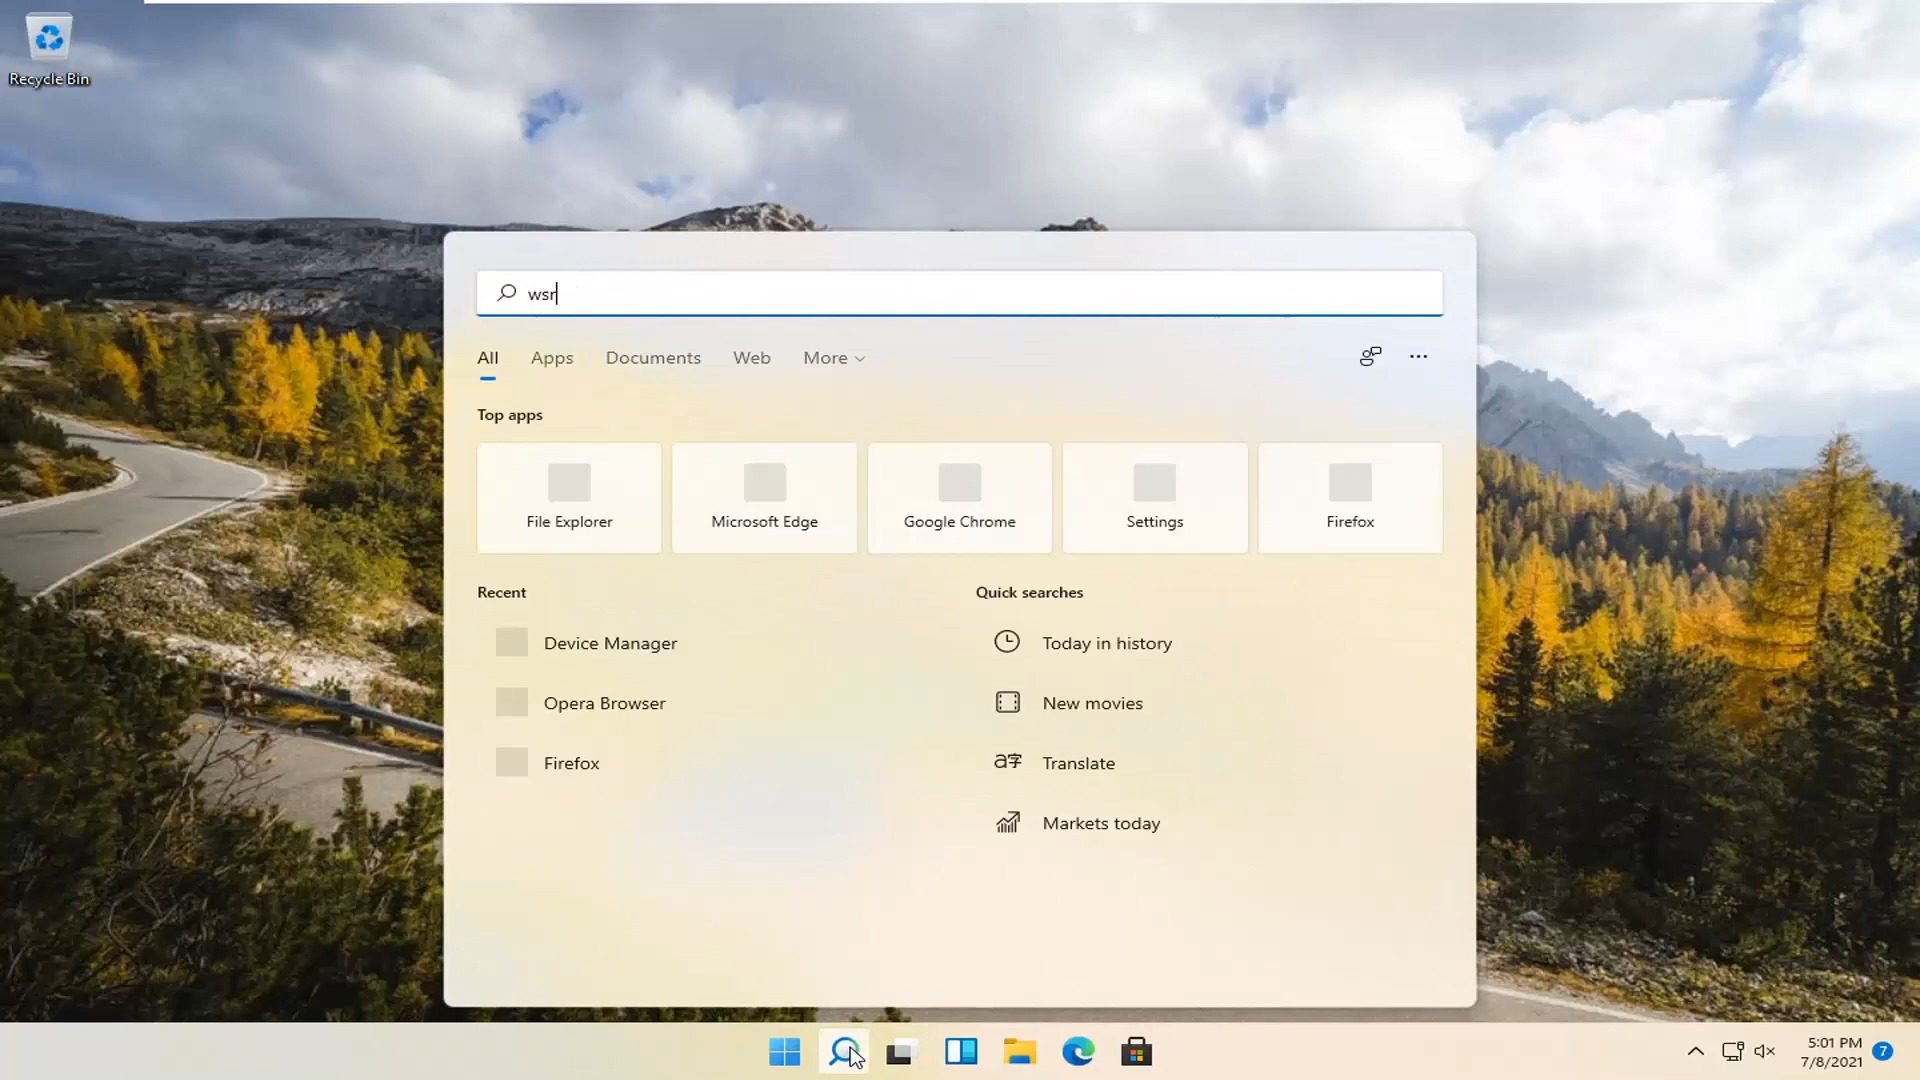 Recycle Bin
wsr
All Apps Documents Web More
Top apps
File Explorer Microsoft Edge Google Chrome Settings Firefox
Recent Quick searches
Device Manager Today in history
Opera Browser New movies
Firefox Translate
Markets today
5:01 PM
7/8/2021 7